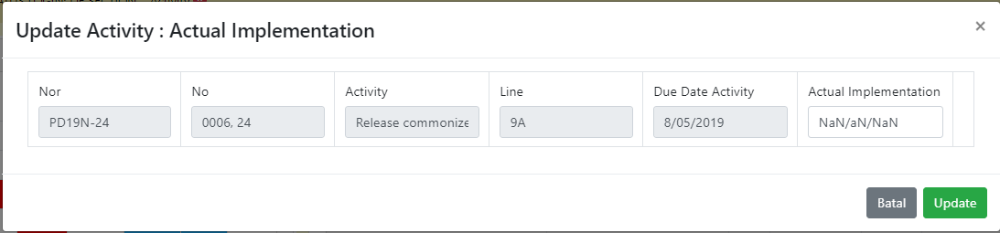 Update Activity : Actual Implementation
×
Nor No Activity Line Due Date Activity Actual Implementation
PD19N-24 0006, 24 Release commonize 9A 8/05/2019 NaN/aN/NaN
Batal Update